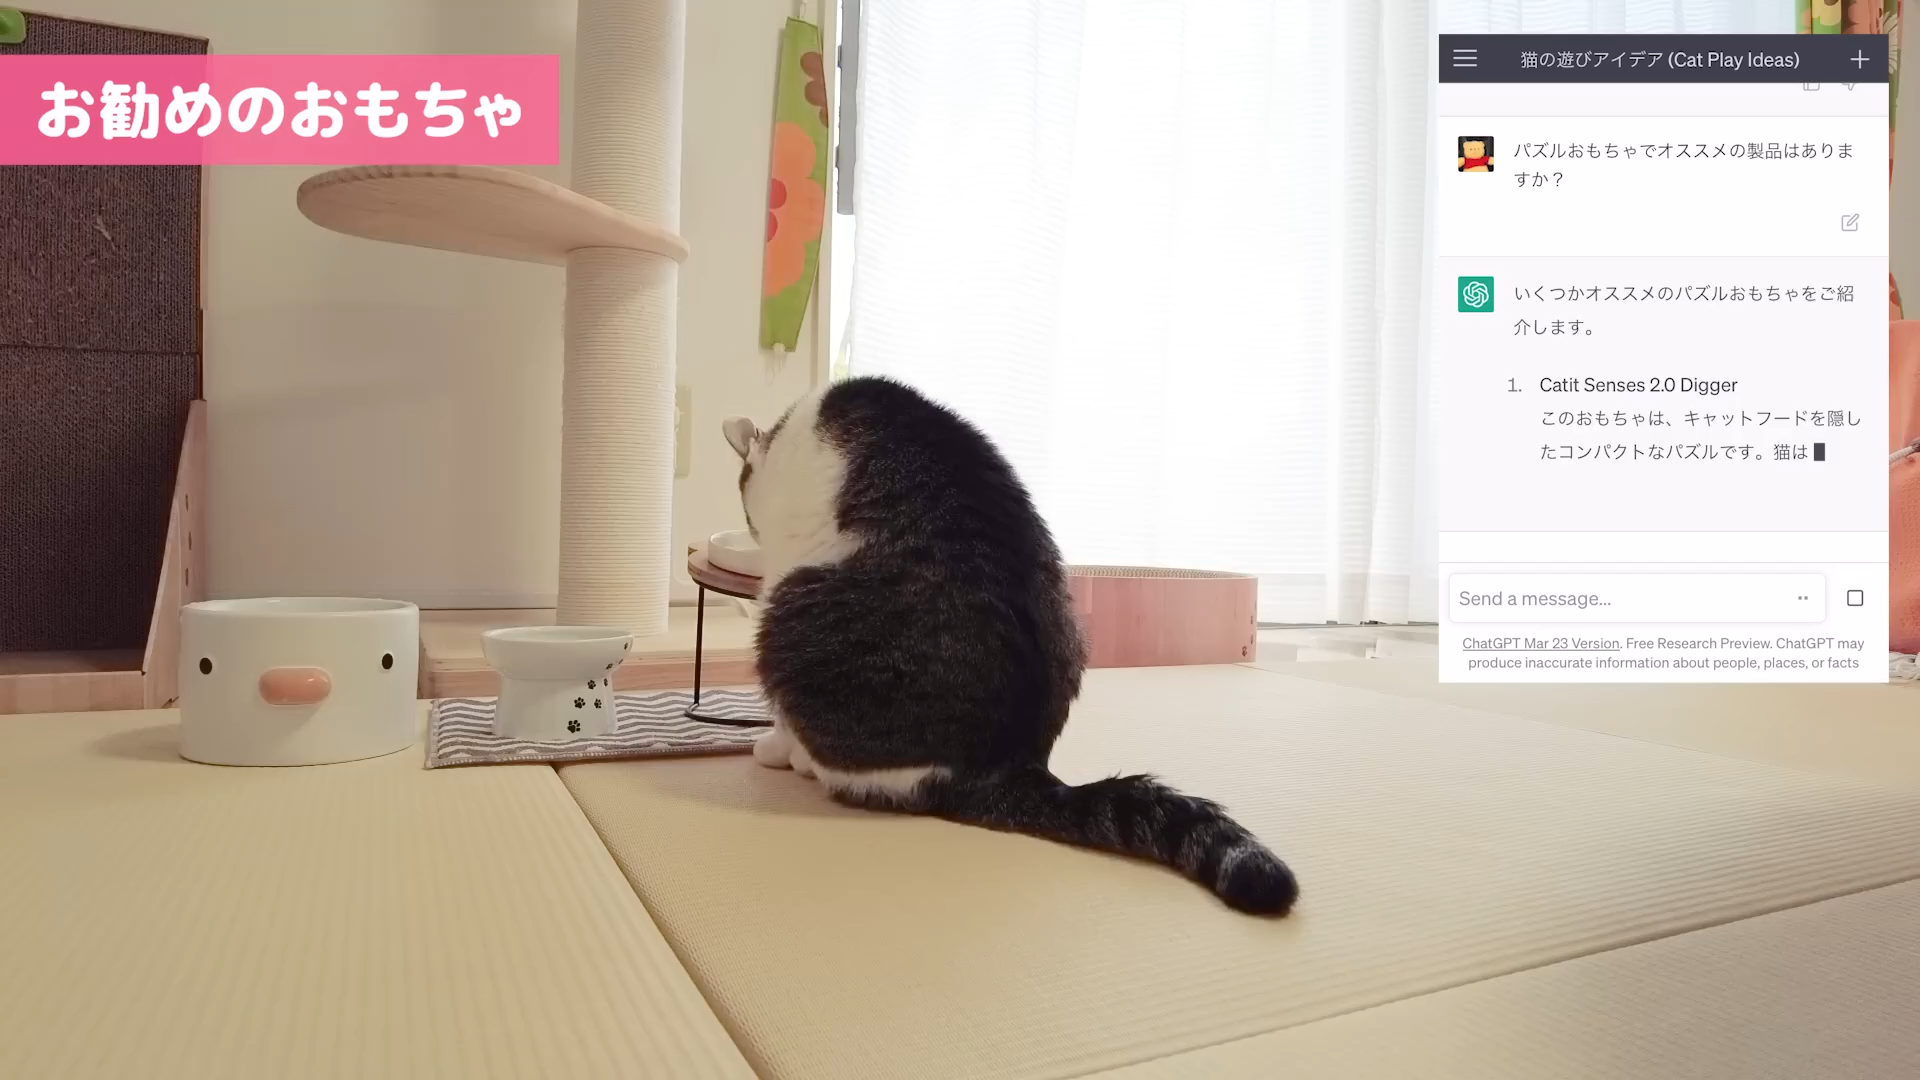 お勧めのおもちゃ
猫の遊びアイデア (Cat Play Ideas)
パズルおもちゃでオススメの製品はありま
すか？
いくつかオススメのパズルおもちゃをご紹
介します。
1. Catit Senses 2.0 Digger
このおもちゃは、キャットフードを隠し
たコンパクトなパズルです。猫は
Send a message...
ChatGPT Mar 23 Version. Free Research Preview. ChatGPT may
produce inaccurate information about people, places, or facts